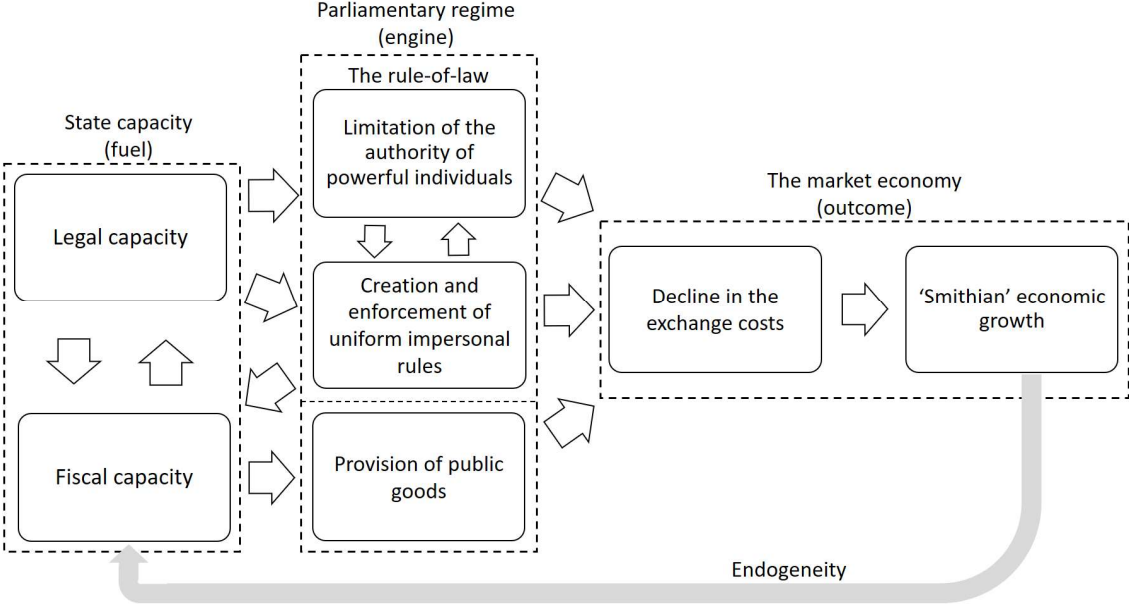 Parliamentary regime
(engine)
The rule-of-law
Limitation of the
authority of
powerful individuals
State capacity
(fuel)
Legal capacity
The market economy
(outcome)
Creation and
enforcement of
uniform impersonal
rules
Decline in the
exchange costs
‘Smithian’ economic
growth
Fiscal capacity
Provision of public
goods
Endogeneity